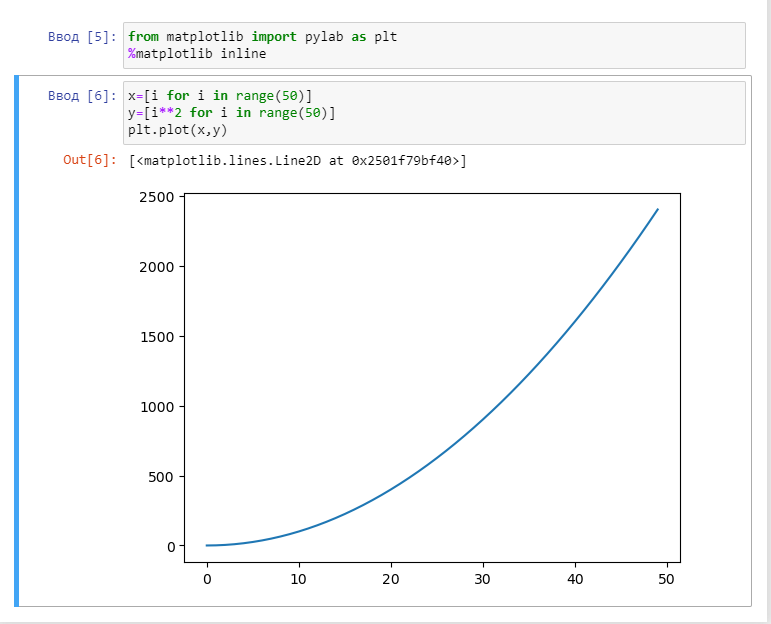 Ввод [5]: from matplotlib import pylab as plt
%matplotlib inline
Ввод [6]: x=[i for i in range(50)]
y=[i**2 for i in range(50)]
plt.plot(x,y)
Out[6]: [<matplotlib.lines.Line2D at 0x2501f79bf40>]
2500
2000
1500
1000
500
0
0 10 20 30 40 50